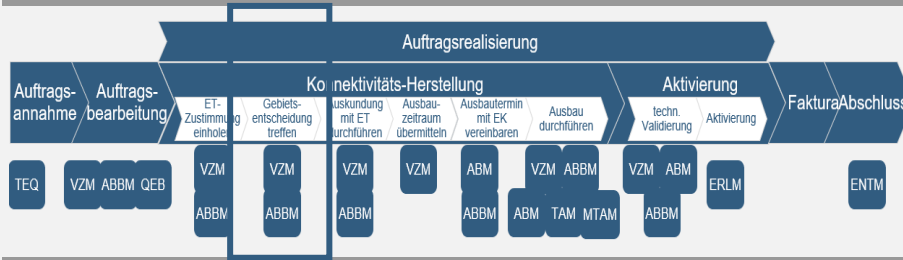 Auftragsrealisierung
Auftrags-
annahme
Auftrags-
bearbeitung
Konnektivitäts-Herstellung
Aktivierung
Faktura
Abschluss
ET-
Zustimmung
einholen
Gebiets-
entscheidung
treffen
Auskundung
mit ET
durchführen
Ausbau-
zeitraum
übermitteln
Ausbautermin
mit EK
vereinbaren
Ausbau
durchführen
techn.
Validierung
Aktivierung
TEQ
VZM ABBM QEB
VZM
ABBM
VZM
ABBM
VZM
ABBM
VZM
ABM
ABBM
VZM ABBM
ABM TAM MTAM
VZM ABM
ABBM
ERLM
ENTM